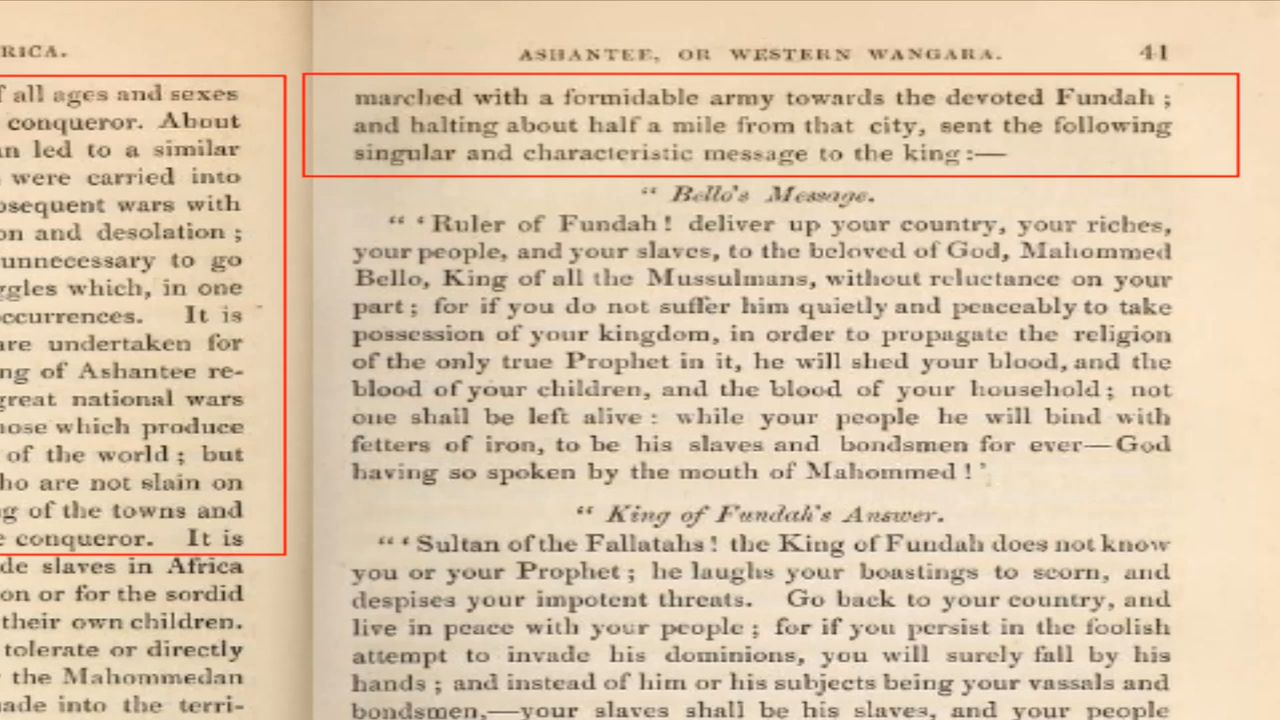 RICA.
f all ages and sexes
conqueror. About
an led to a similar
were carried into
bsequent wars with
on and desolation ;
unnecessary to go
ggles which, in one
ccurrences. It is
are undertaken for
ng of Ashantee re-
great national wars
hose which produce
of the world ; but
ho are not slain on
g of the towns and
e conqueror. It is
de slaves in Africa
on or for the sordid
their own children.
tolerate or directly
the Mahommedan
ade into the terri-
ASHANTEE, OR WESTERN WANGARA. 41
marched with a formidable army towards the devoted Fundah ;
and halting about half a mile from that city, sent the following
singular and characteristic message to the king:—
" Bello's Message.
" ' Ruler of Fundah ! deliver up your country, your riches,
your people, and your slaves, to the beloved of God, Mahommed
Bello, King of all the Mussulmans, without reluctance on your
part ; for if you do not suffer him quietly and peaceably to take
possession of your kingdom, in order to propagate the religion
of the only true Prophet in it, he will shed your blood, and the
blood of your children, and the blood of your household ; not
one shall be left alive : while your people he will bind with
fetters of iron, to be his slaves and bondsmen for ever—God
having so spoken by the mouth of Mahommed ! '
" King of Fundah's Answer.
" ' Sultan of the Fallatahs ! the King of Fundah does not know
you or your Prophet ; he laughs your boastings to scorn, and
despises your impotent threats. Go back to your country, and
live in peace with your people ; for if you persist in the foolish
attempt to invade his dominions, you will surely fall by his
hands ; and instead of him or his subjects being your vassals and
bondsmen,—your slaves shall be his slaves, and your people